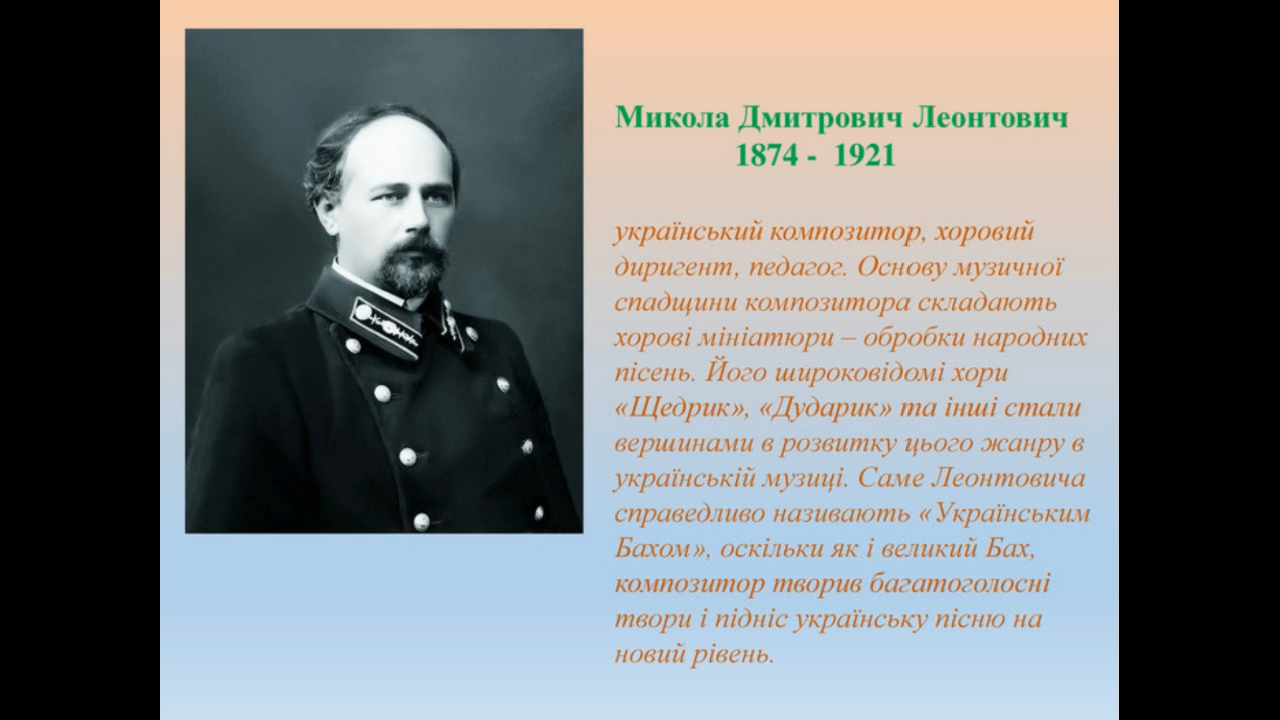 Микола Дмитрович Леонтович
1874 - 1921
український композитор, хоровий
диригент, педагог. Основу музичної
спадщини композитора складають
хорові мініатюри – обробки народних
пісень. Його широковідомі хори
«Щедрик», «Дударик» та інші стали
вершинами в розвитку цього жанру в
українській музиці. Саме Леонтовича
справедливо називають «Українським
Бахом», оскільки як і великий Бах,
композитор творив багатоголосні
твори і підніс українську пісню на
новий рівень.